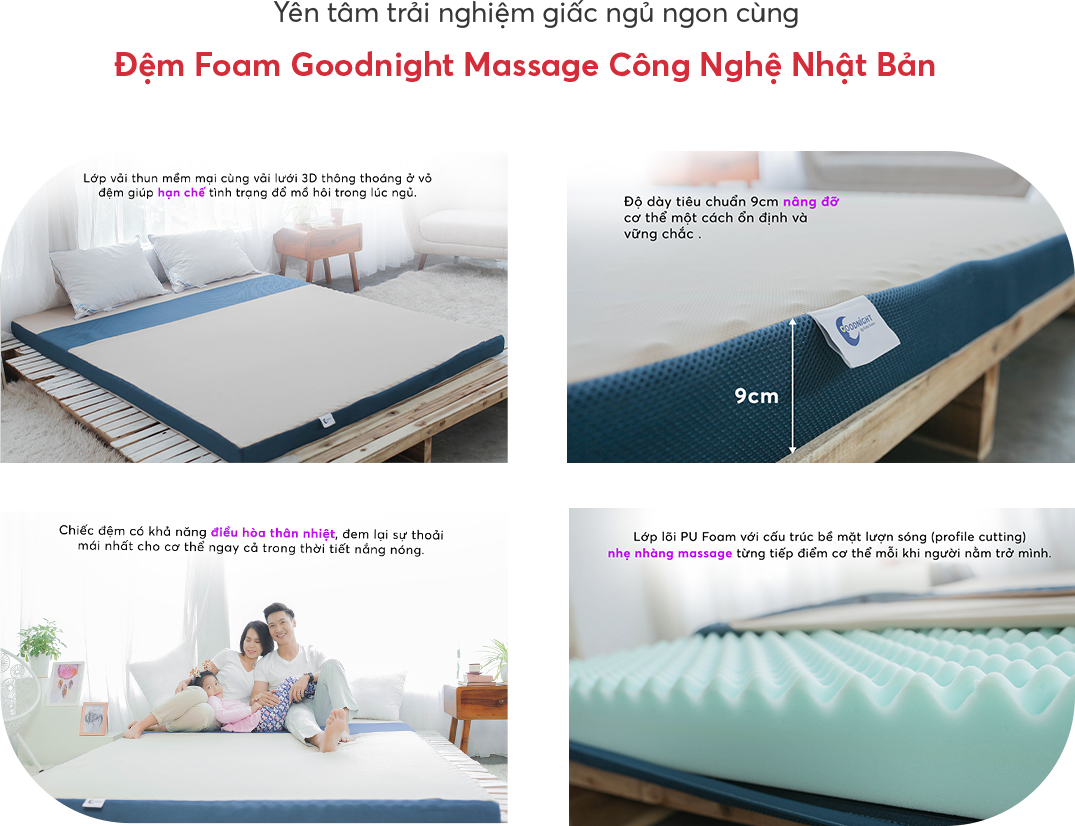 Yên tâm trải nghiệm giấc ngủ ngon cùng
Đệm Foam Goodnight Massage Công Nghệ Nhật Bản
Lớp vải thun mềm mại cùng vải lưới 3D thông thoáng ở vỏ
đệm giúp hạn chế tình trạng đổ mồ hôi trong lúc ngủ.
Độ dày tiêu chuẩn 9cm nâng đỡ
cơ thể một cách ổn định và
vững chắc .
GOODNIGHT
9cm
Chiếc đệm có khả năng điều hòa thân nhiệt, đem lại sự thoải
mái nhất cho cơ thể ngay cả trong thời tiết nắng nóng.
Lớp lõi PU Foam với cấu trúc bề mặt lượn sóng (profile cutting)
nhẹ nhàng massage từng tiếp điểm cơ thể mỗi khi người nằm trở mình.